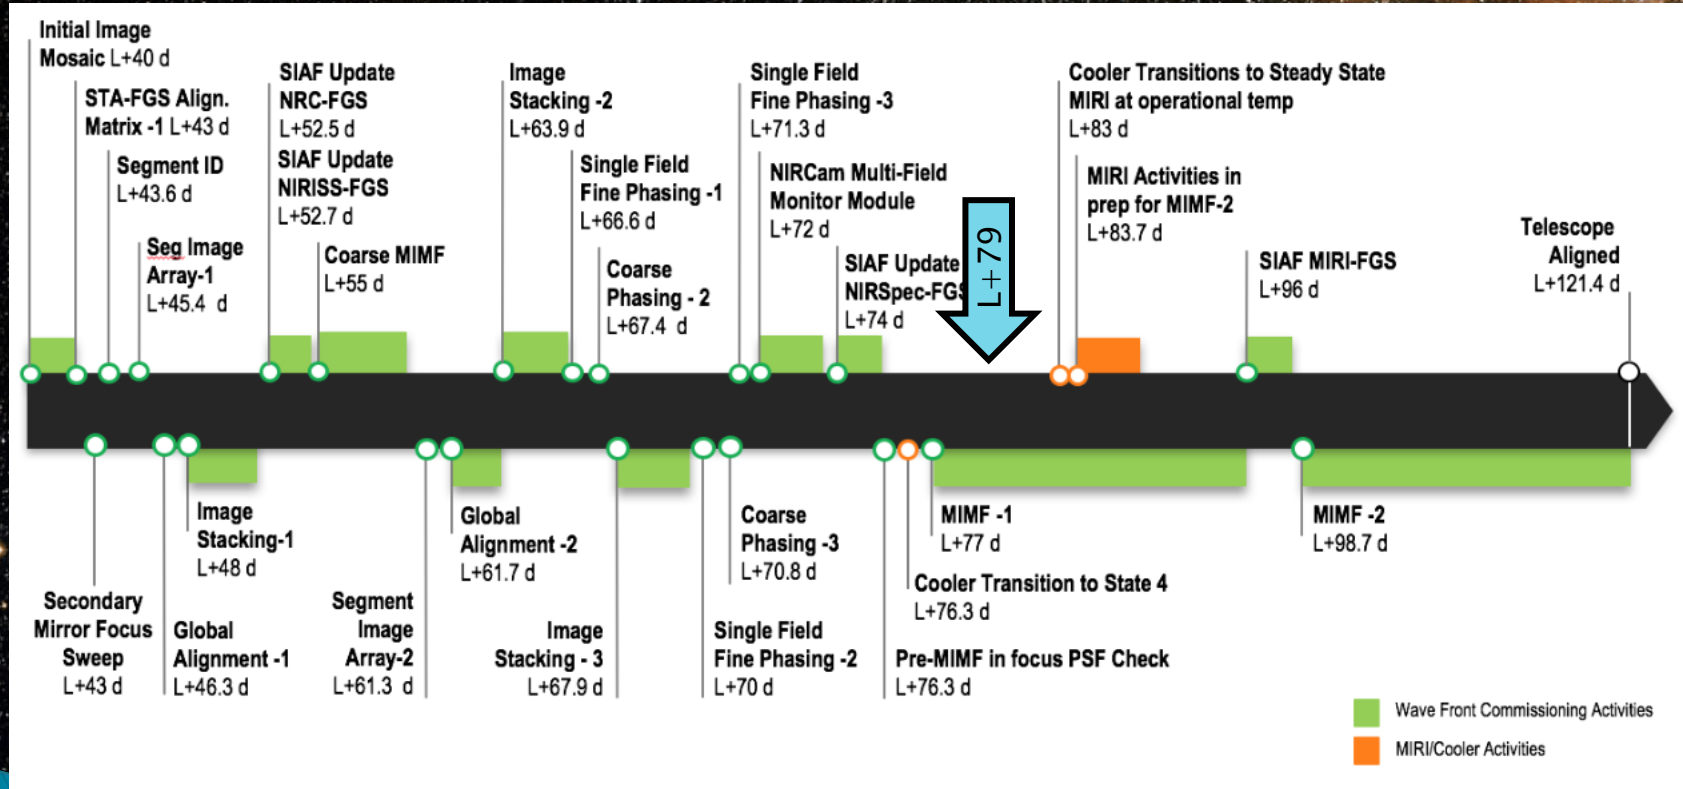 Initial Image
Mosaic L+40 d
STA-FGS Align.
Matrix -1 L+43 d
Segment ID
L+43.6 d
Seg Image
Array-1
L+45.4 d
SIAF Update
NRC-FGS
L+52.5 d
SIAF Update
NIRISS-FGS
L+52.7 d
Coarse MIMF
L+55 d
Image
Stacking -2
L+63.9 d
Single Field
Fine Phasing -1
L+66.6 d
Coarse
Phasing - 2
L+67.4 d
Single Field
Fine Phasing -3
L+71.3 d
NIRCam Multi-Field
Monitor Module
L+72 d
SIAF Update
NIRSpec-FGS
L+74 d
L+79
Cooler Transitions to Steady State
MIRI at operational temp
L+83 d
MIRI Activities in
prep for MIMF-2
L+83.7 d
SIAF MIRI-FGS
L+96 d
Telescope
Aligned
L+121.4 d
Secondary
Mirror Focus
Sweep
L+43 d
Global
Alignment -1
L+46.3 d
Image
Stacking-1
L+48 d
Segment
Image
Array-2
L+61.3 d
Global
Alignment -2
L+61.7 d
Image
Stacking - 3
L+67.9 d
Single Field
Fine Phasing -2
L+70 d
Coarse
Phasing -3
L+70.8 d
Pre-MIMF in focus PSF Check
L+76.3 d
Cooler Transition to State 4
L+76.3 d
MIMF -1
L+77 d
MIMF -2
L+98.7 d
Wave Front Commissioning Activities
MIRI/Cooler Activities